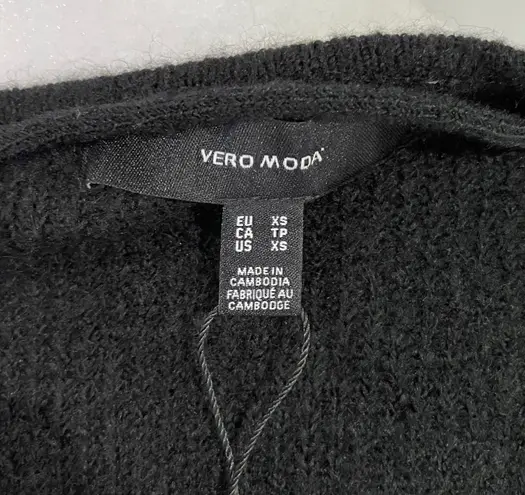 VERO MODA
EU XS
CA TP
US XS
MADE IN
CAMBODIA
FABRIQUÉ AU
CAMBODGE